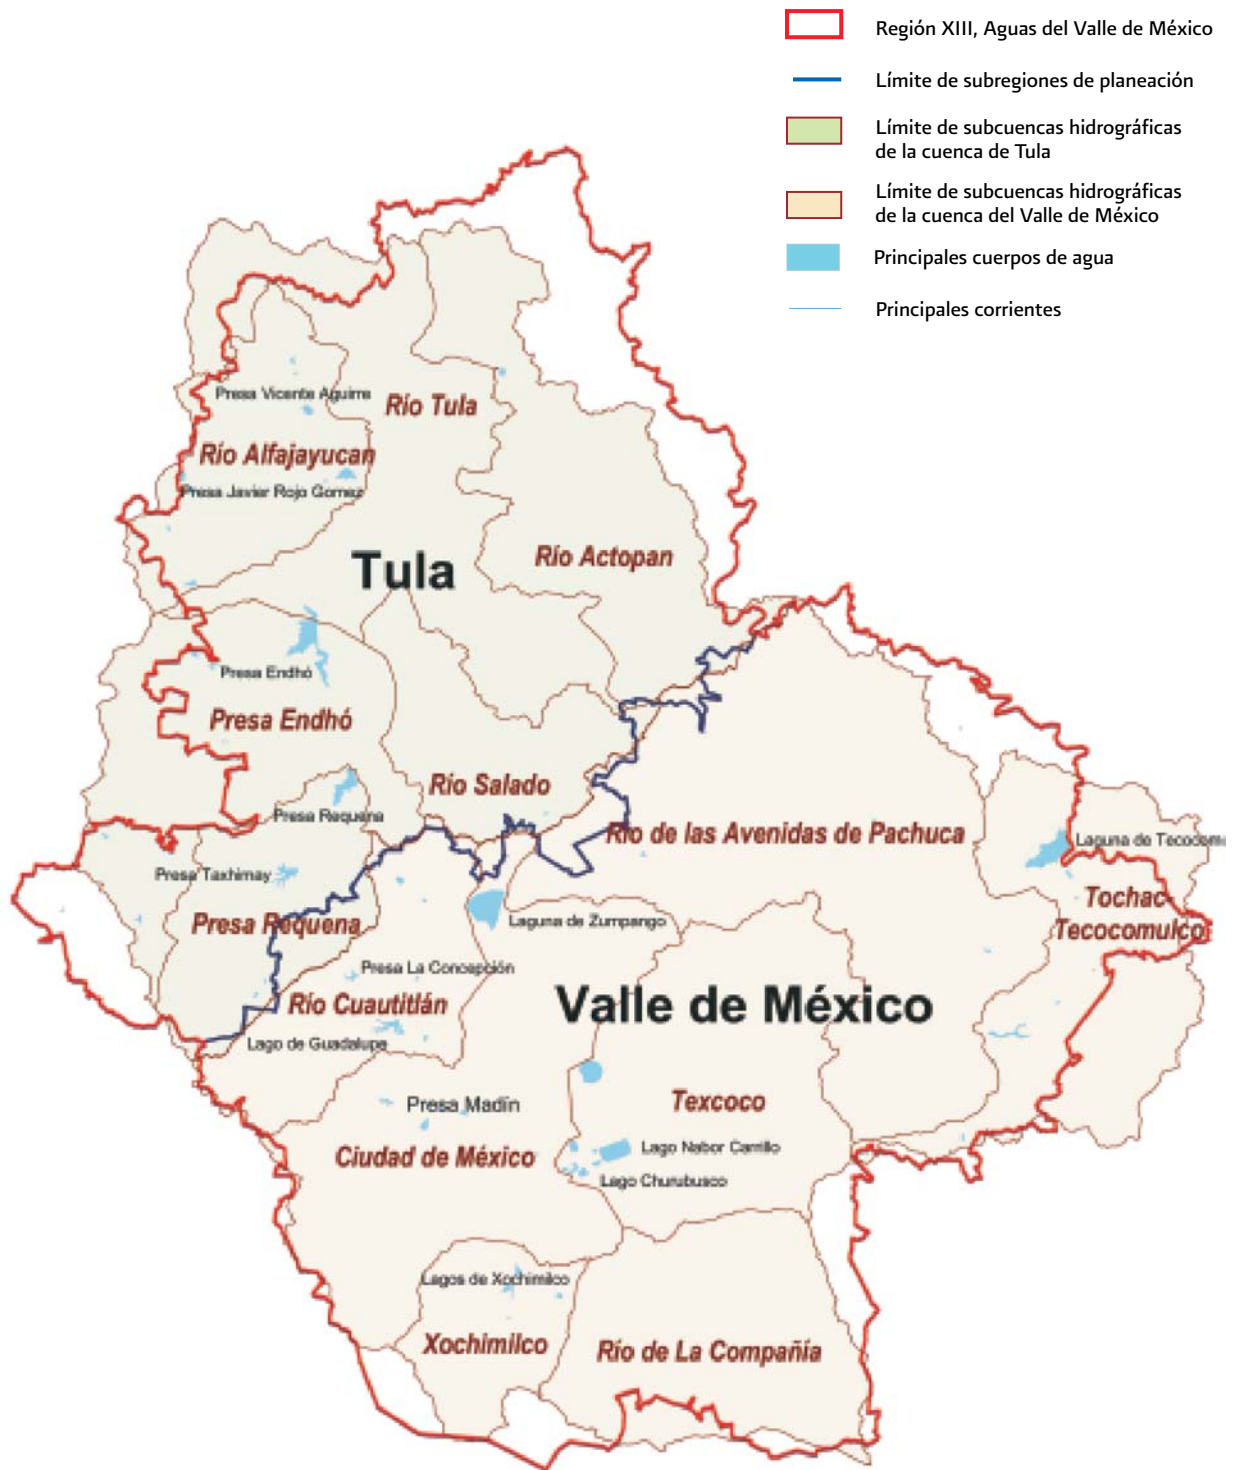 Región XIII, Aguas del Valle de México
Límite de subregiones de planeación
Límite de subcuencas hidrográficas
de la cuenca de Tula
Límite de subcuencas hidrográficas
de la cuenca del Valle de México
Principales cuerpos de agua
Principales corrientes
Presa Vicente Aguirre
Río Tula
Río Alfajayucan
Presa Javier Rojo Gomez
Río Actopan
Tula
Presa Endhó
Presa Endhó
Río Salado
Presa Requena
Río de las Avenidas de Pachuca
Laguna de Tecocom
Presa Taxhimay
Tochac-
Tecocomulco
Presa Requena
Laguna de Zumpango
Presa La Concepción
Río Cuautitlán
Valle de México
Lago de Guadalupe
Presa Madín
Texcoco
Ciudad de México
Lago Nabor Carrillo
Lago Churubusco
Lagos de Xochimilco
Xochimilco
Río de La Compañía